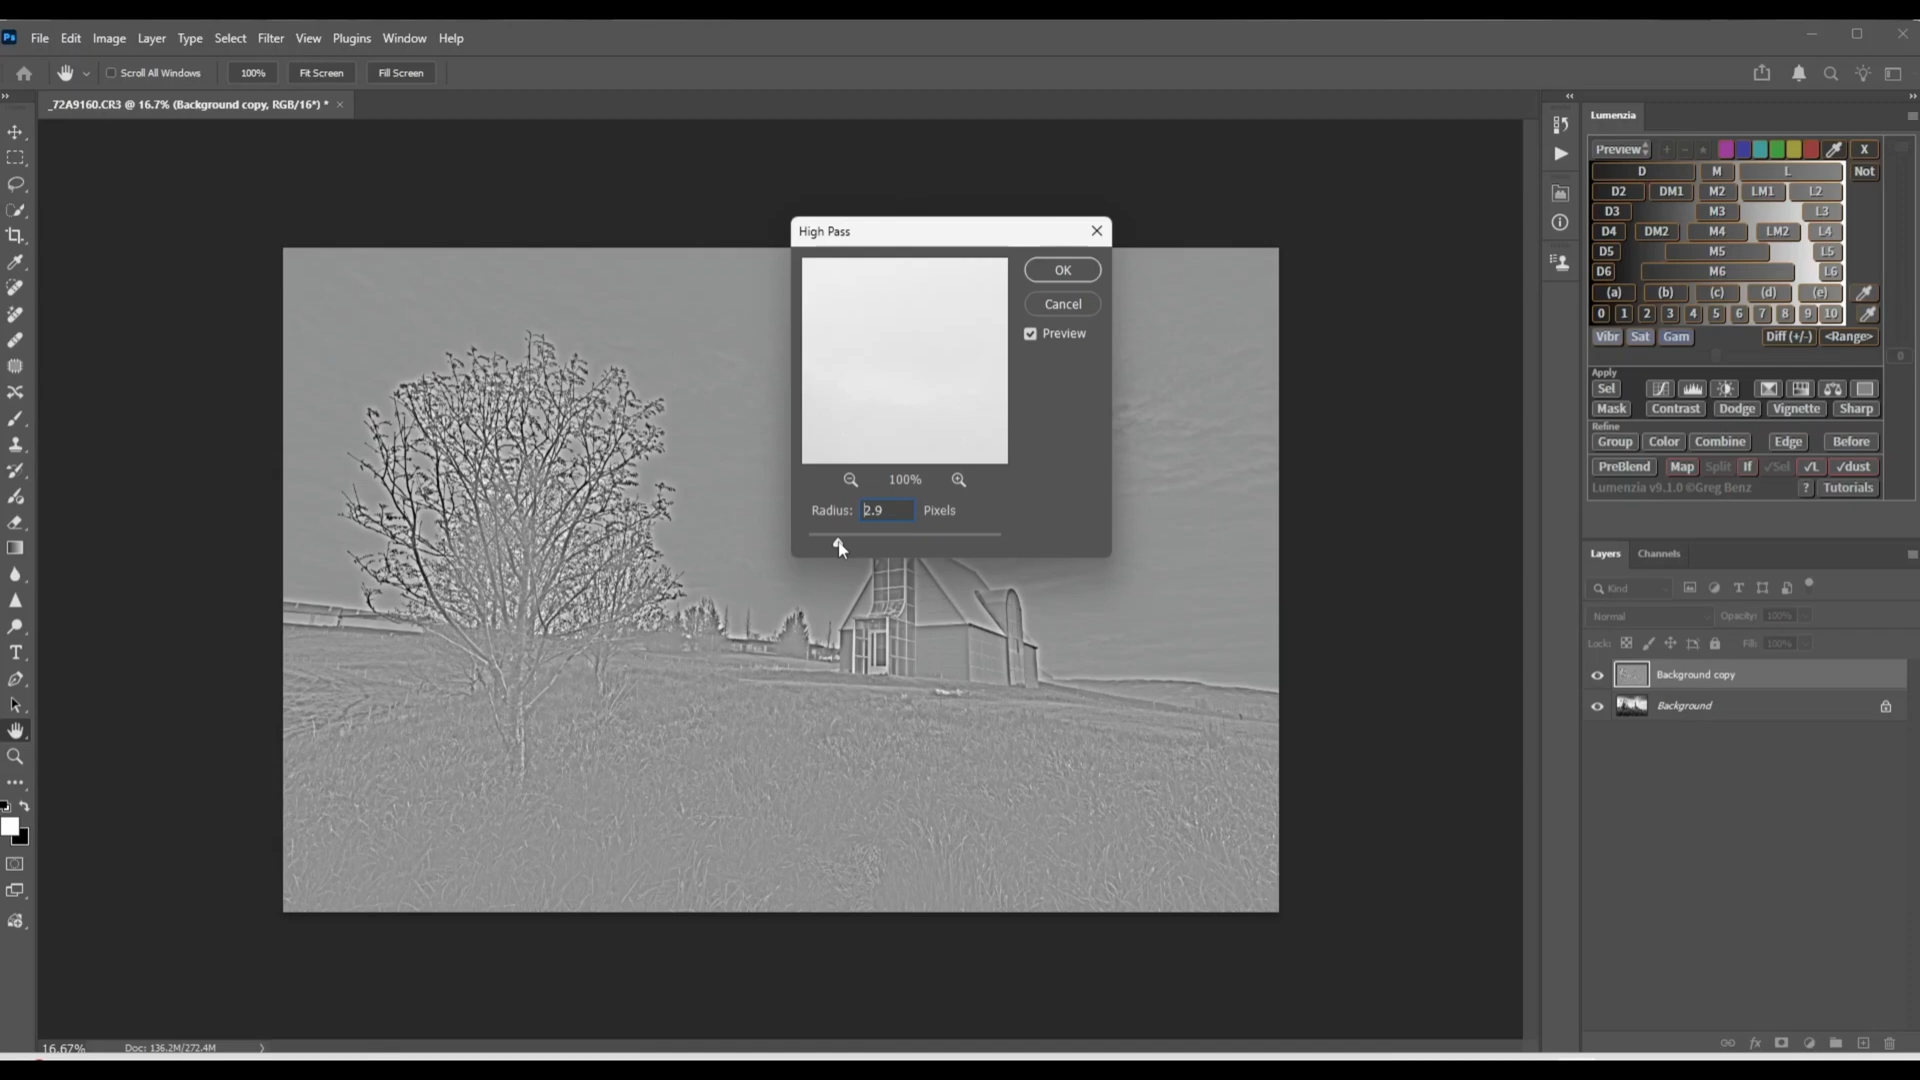 Ps File Edit Image Layer Type Select Filter View Plugins Window Help
Scroll All Windows 100% Fit Screen Fill Screen
_72A9160.CR3 @ 16.7% (Background copy, RGB/16*) * ×
High Pass
OK
Cancel
Preview
100%
Radius: 2.9 Pixels
16.67% Doc: 136.2M/272.4M
Lumenzia
Preview X
D M L Not
D2 DM1 M2 LM1 L2
D3 M3 L3
D4 DM2 M4 LM2 L4
D5 M5 L5
D6 M6 L6
(a) (b) (c) (d) (e)
0 1 2 3 4 5 6 7 8 9 10
Vibr Sat Gam Diff (+/-) <Range>
0
Apply
Sel
Mask Contrast Dodge Vignette Sharp
Refine
Group Color Combine Edge Before
PreBlend Map Split If √Sel √L √dust
Lumenzia v9.1.0 ©Greg Benz ? Tutorials
Layers Channels
Kind
Normal Opacity: 100%
Lock: Fill: 100%
Background copy
Background
fx